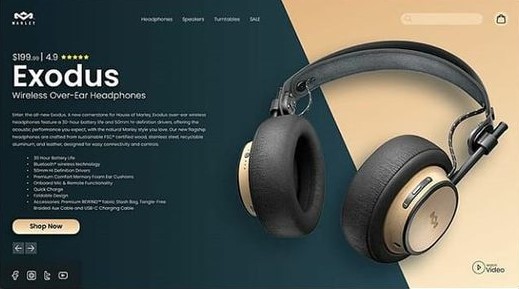 MARLEY
Headphones Speakers Turntables SALE
$199.99 | 4.9
Exodus
Wireless Over-Ear Headphones
Enter, the all-new Exodus. A new cornerstone for House of Marley, Exodus over-ear wireless
headphones feature a 30-hour battery life and 50mm hi-definition drivers, offering the
acoustic performance you expect, with the natural Marley style you love. Our new flagship
headphones are crafted from sustainable FSC® certified wood, stainless steel, recyclable
aluminum, and leather, designed for easy connectivity and controls.
30 Hour Battery Life
Bluetooth® wireless technology
50mm Hi-Definition Drivers
Premium Comfort Memory Foam Ear Cushions
Onboard Mic & Remote Functionality
Quick Charge
Foldable Design
Accessories: Premium REWIND™ Fabric Stash Bag, Tangle-Free
Braided Aux Cable and USB-C Charging Cable
Shop Now
Video